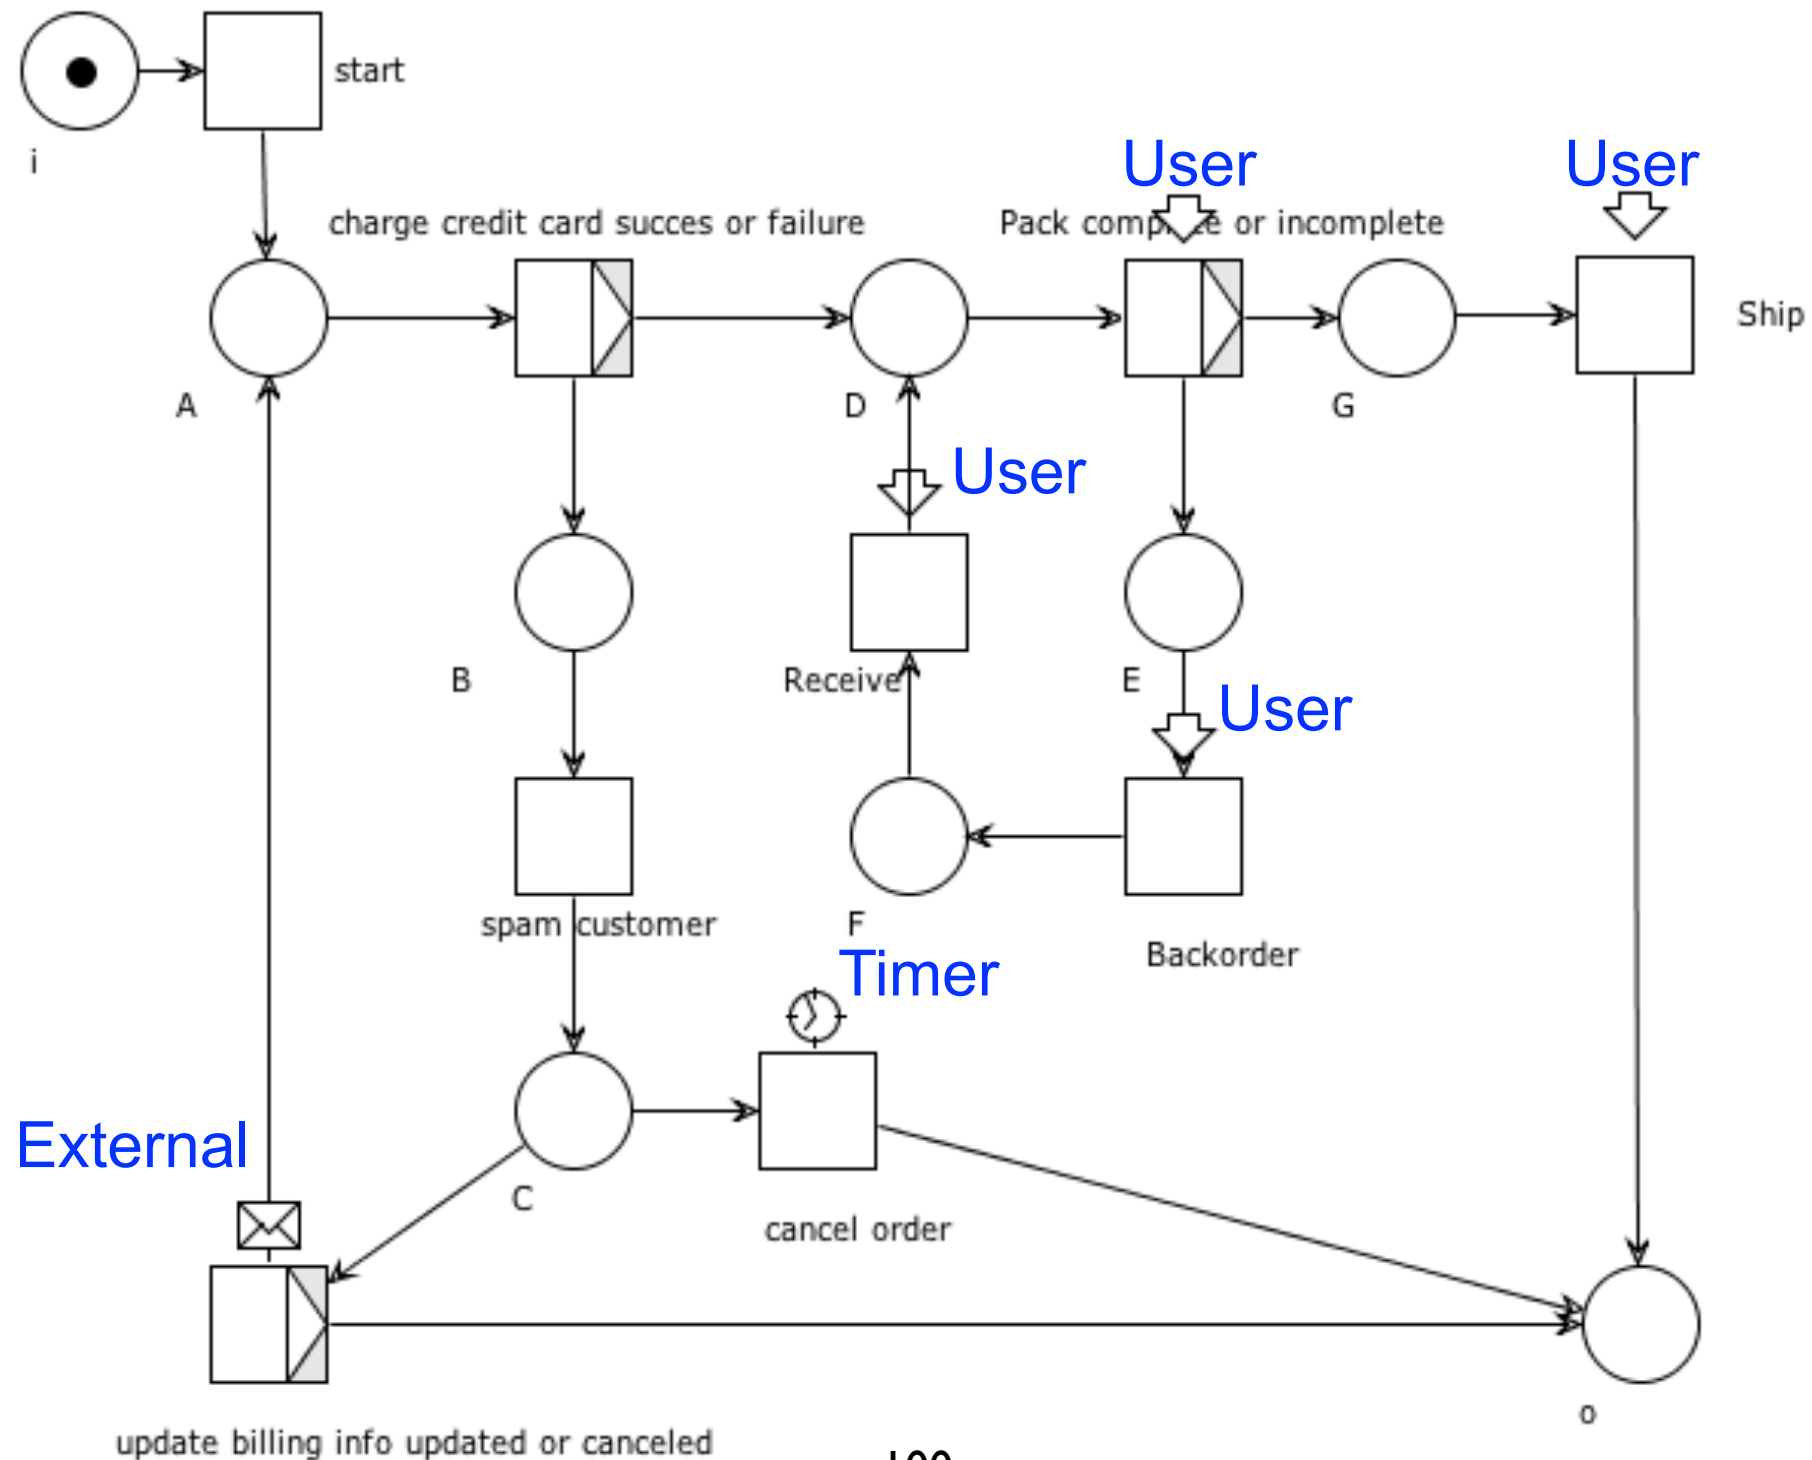 start
i
User
User
charge credit card succes or failure
Pack complete or incomplete
Ship
A
D
G
User
B
Receive
E
User
spam customer
F
Backorder
Timer
External
C
cancel order
o
update billing info updated or canceled